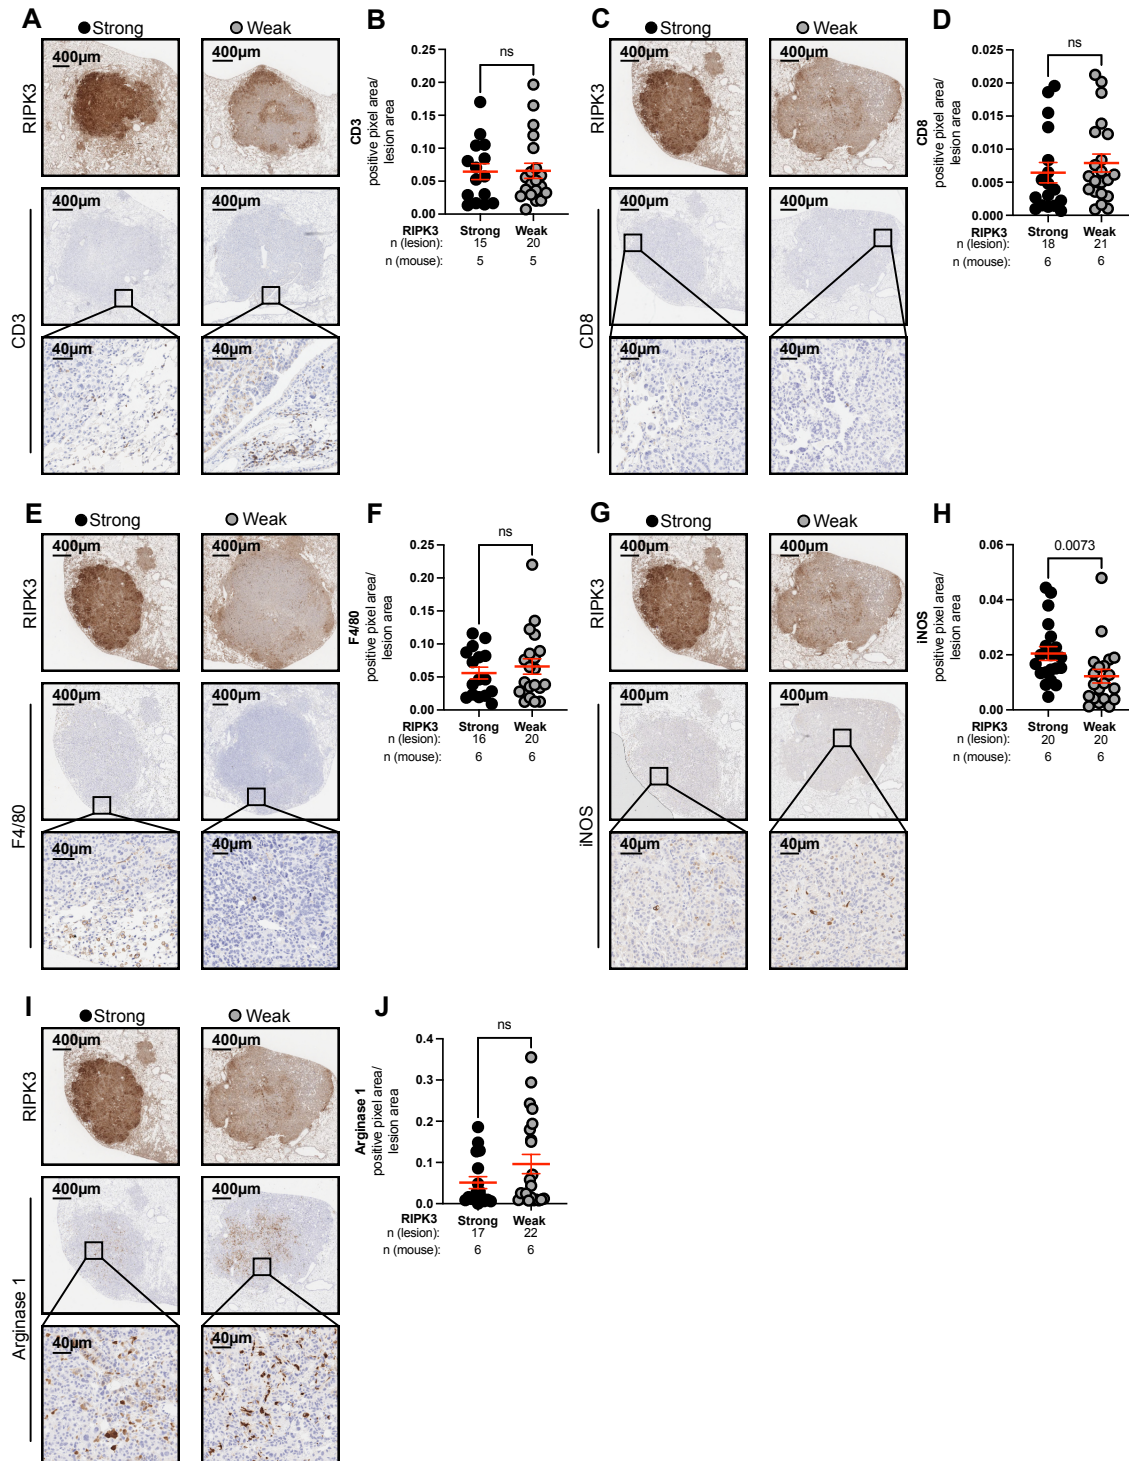 A
Strong
Weak
RIPK3
400µm
400µm
CD3
400µm
400µm
40µm
40µm
B
ns
CD3
positive pixel area/
lesion area
0.25
0.20
0.15
0.10
0.05
0.00
RIPK3 Strong Weak
n (lesion): 15 20
n (mouse): 5 5
C
Strong
Weak
RIPK3
400µm
400µm
CD8
400µm
400µm
40µm
40µm
D
ns
CD8
positive pixel area/
lesion area
0.025
0.020
0.015
0.010
0.005
0.000
RIPK3 Strong Weak
n (lesion): 18 21
n (mouse): 6 6
E
Strong
Weak
RIPK3
400µm
400µm
F4/80
400µm
400µm
40µm
40µm
F
ns
F4/80
positive pixel area/
lesion area
0.25
0.20
0.15
0.10
0.05
0.00
RIPK3 Strong Weak
n (lesion): 16 20
n (mouse): 6 6
G
Strong
Weak
RIPK3
400µm
400µm
iNOS
400µm
400µm
40µm
40µm
H
0.0073
iNOS
positive pixel area/
lesion area
0.06
0.04
0.02
0.00
RIPK3 Strong Weak
n (lesion): 20 20
n (mouse): 6 6
I
Strong
Weak
RIPK3
400µm
400µm
Arginase 1
400µm
400µm
40µm
40µm
J
ns
Arginase 1
positive pixel area/
lesion area
0.4
0.3
0.2
0.1
0.0
RIPK3 Strong Weak
n (lesion): 17 22
n (mouse): 6 6